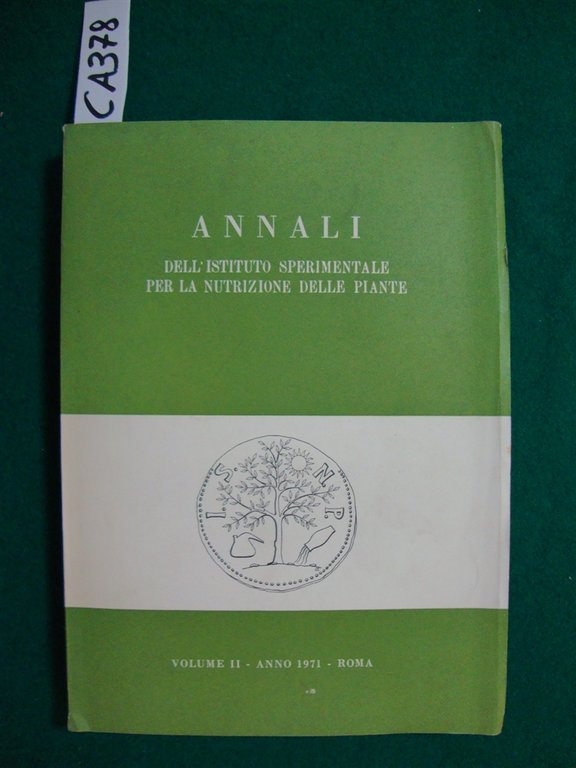 CA378
ANNALI
DELL'ISTITUTO SPERIMENTALE
PER LA NUTRIZIONE DELLE PIANTE
I. S. N. P.
VOLUME II - ANNO 1971 - ROMA